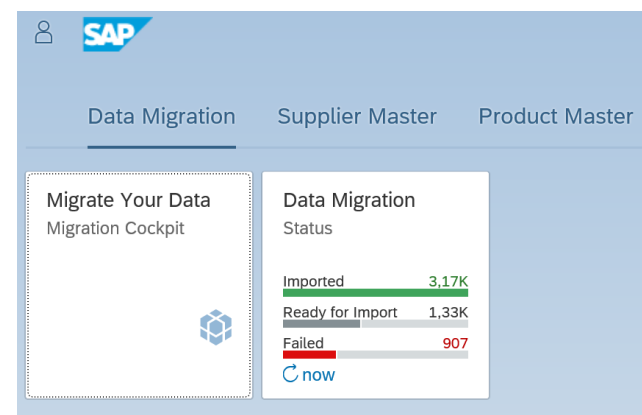 SAP
Data Migration Supplier Master Product Master
Migrate Your Data
Migration Cockpit
Data Migration
Status
Imported 3,17K
Ready for Import 1,33K
Failed 907
now